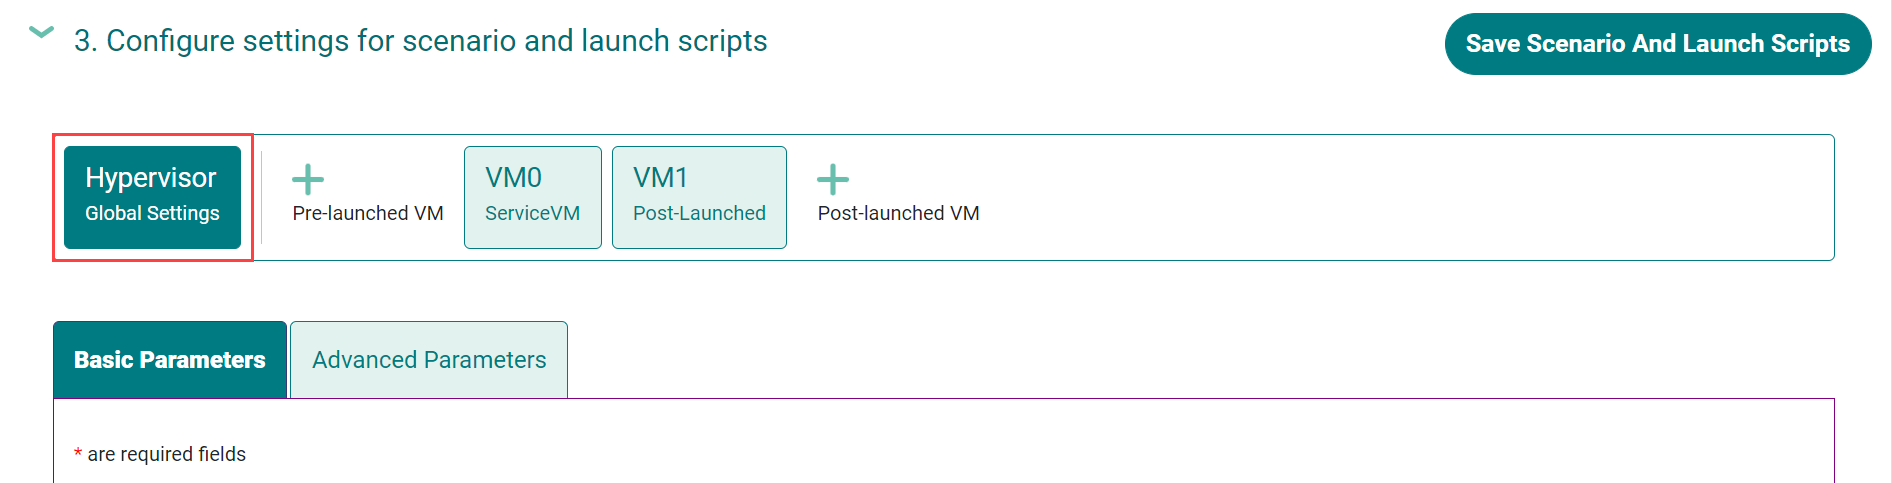 3. Configure settings for scenario and launch scripts
Save Scenario And Launch Scripts
Hypervisor
Global Settings
Pre-launched VM
VM0
ServiceVM
VM1
Post-Launched
Post-launched VM
Basic Parameters
Advanced Parameters
* are required fields